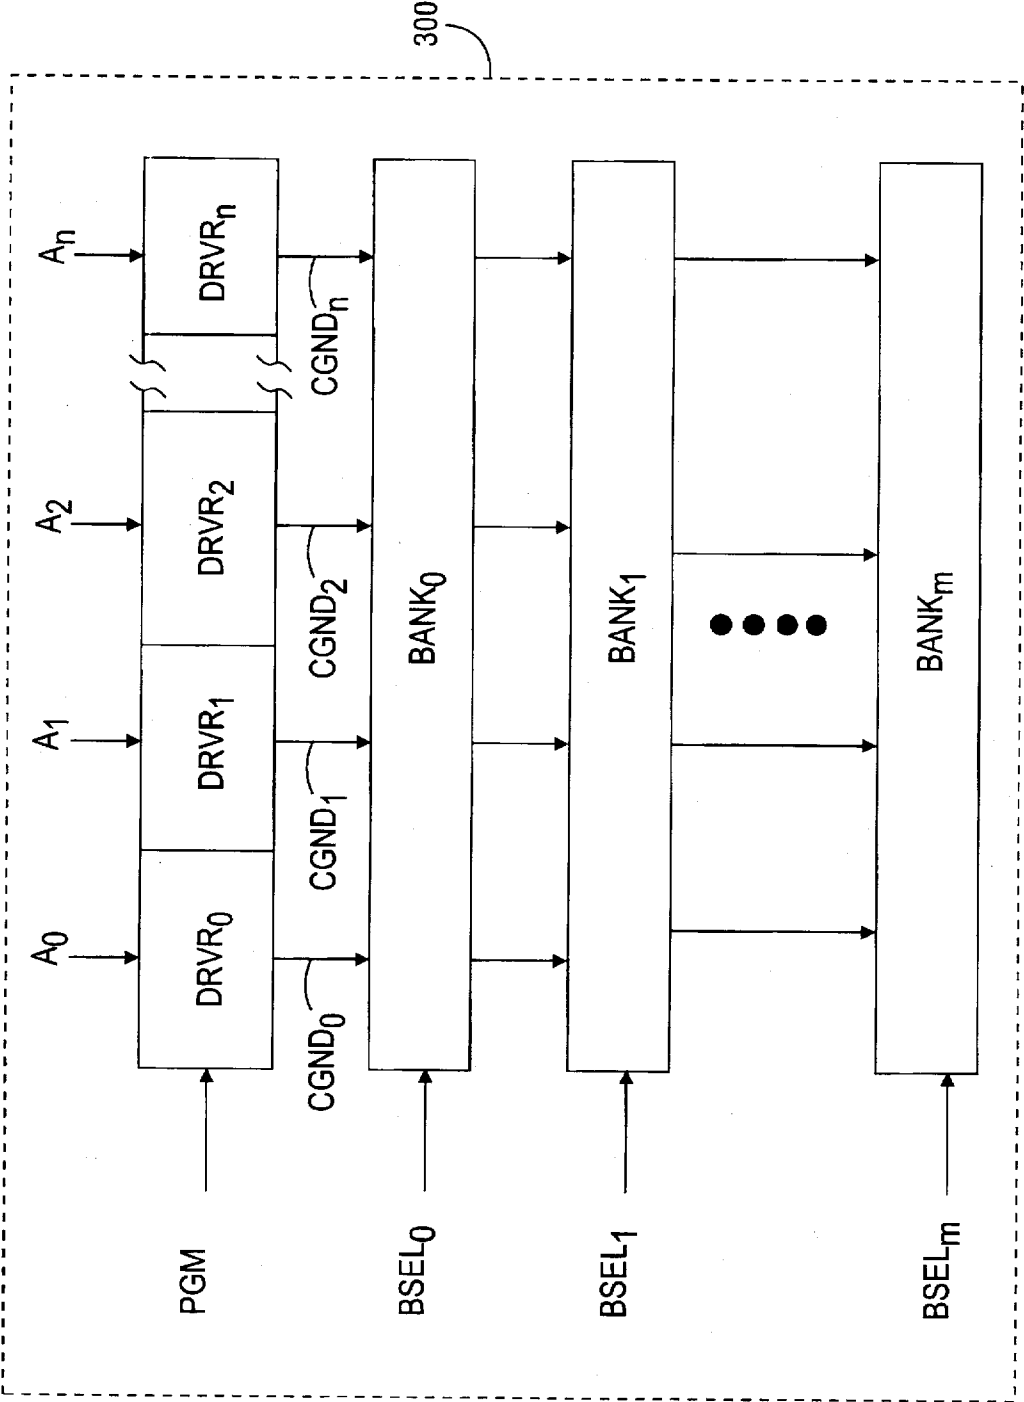 A₀ A₁ A₂ Aₙ
PGM DRVR₀ DRVR₁ DRVR₂ DRVRₙ
CGND₀ CGND₁ CGND₂ CGNDₙ
BSEL₀ BANK₀ 300
BSEL₁ BANK₁
BSELₘ BANKₘ